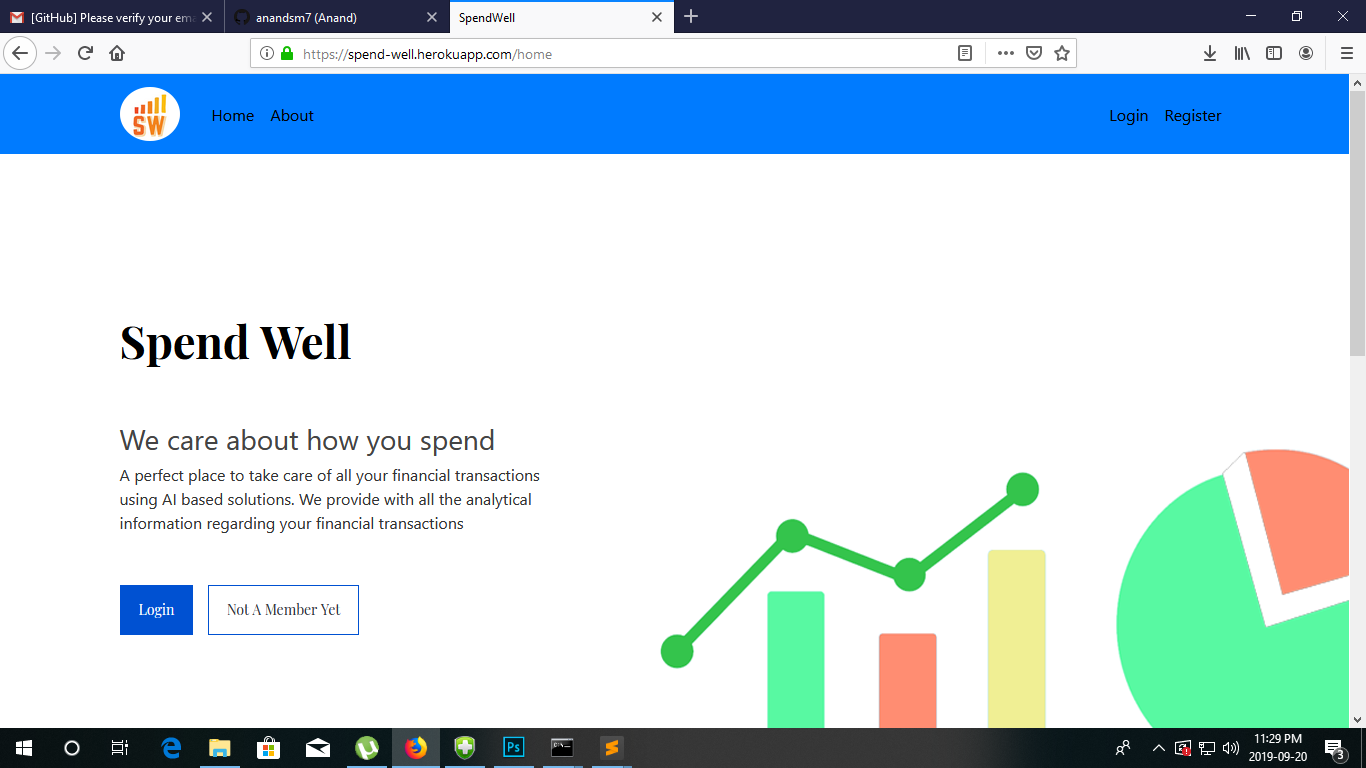 [GitHub] Please verify your ema
anandsm7 (Anand)
SpendWell
https://spend-well.herokuapp.com/home
SW
Home
About
Login
Register
Spend Well
We care about how you spend
A perfect place to take care of all your financial transactions
using AI based solutions. We provide with all the analytical
information regarding your financial transactions
Login
Not A Member Yet
Ps
11:29 PM
2019-09-20
3